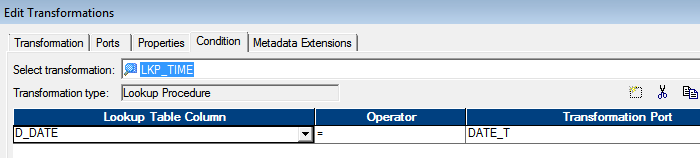 Edit Transformations
Transformation Ports Properties Condition Metadata Extensions
Select transformation: LKP_TIME
Transformation type: Lookup Procedure
Lookup Table Column Operator Transformation Port
D_DATE = DATE_T